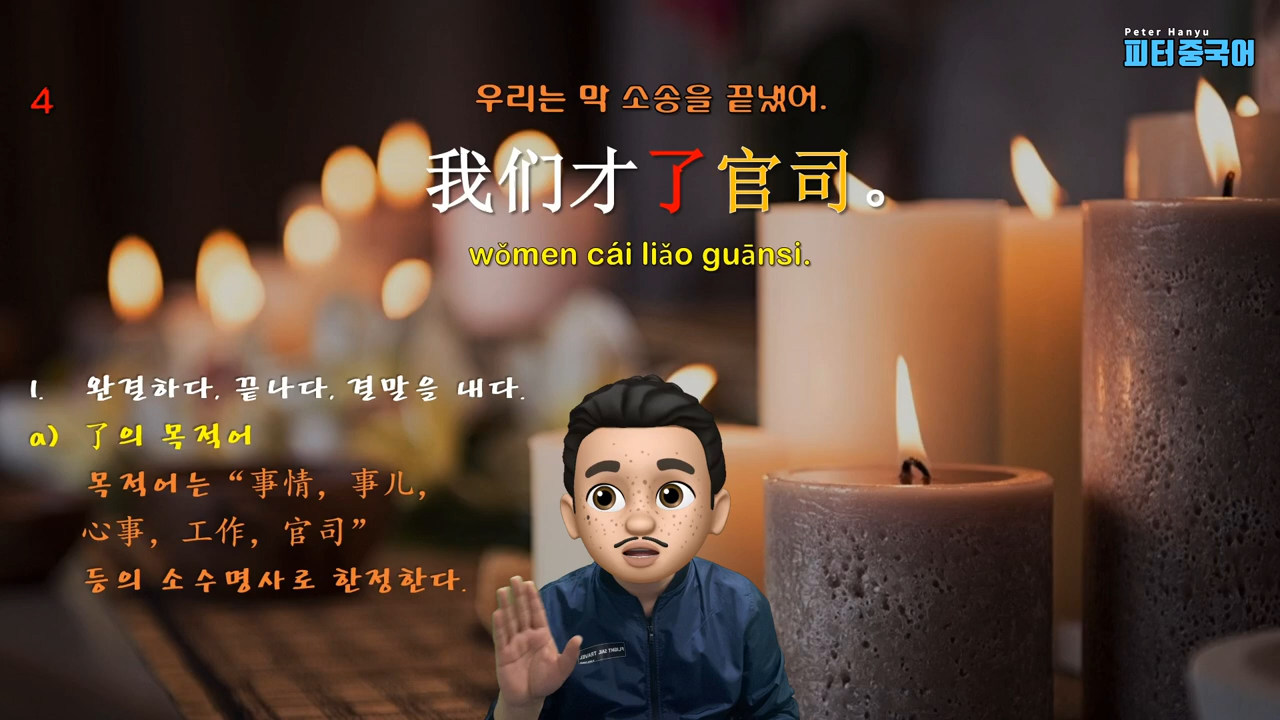 Peter Hanyu
피터 중국어
4
우리는 막 소송을 끝냈어.
我们才了官司。
wǒmen cái liǎo guānsi.
1. 완결하다, 끝나다, 결말을 내다.
a) 了의 목적어
목적어는 “事情，事儿，
心事，工作，官司”
등의 소수명사로 한정한다.